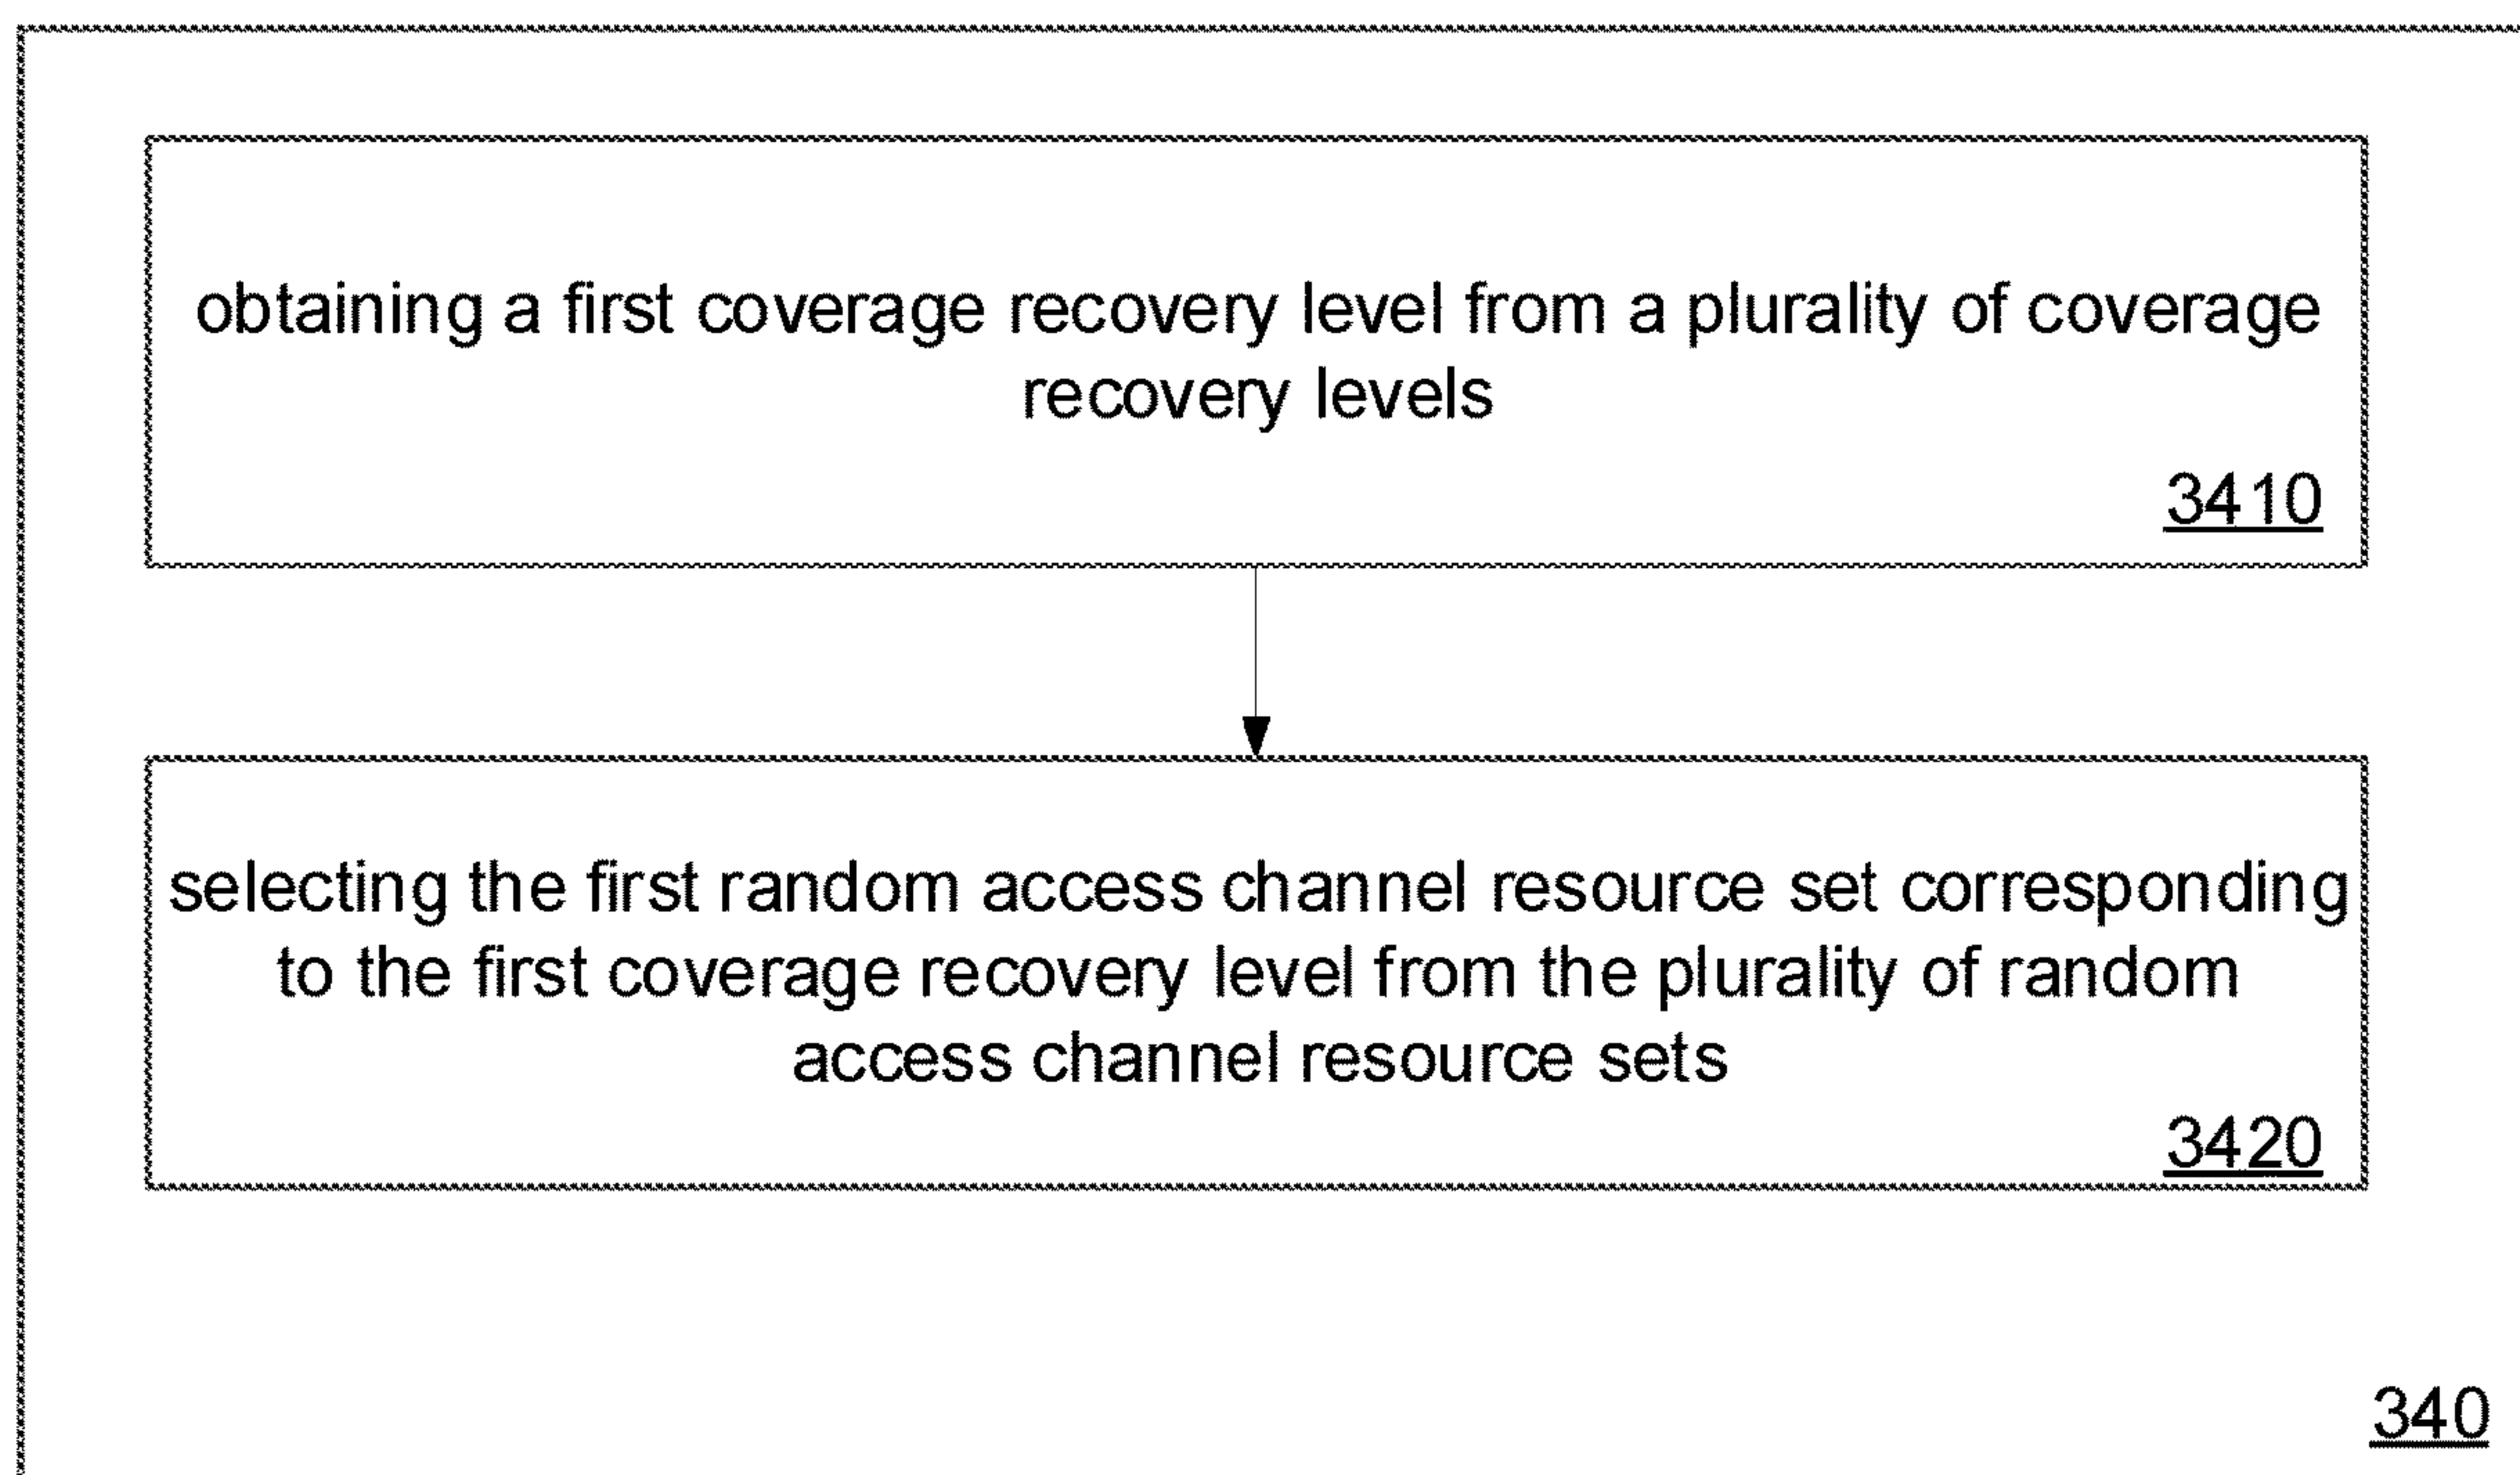 obtaining a first coverage recovery level from a plurality of coverage
recovery levels
3410
selecting the first random access channel resource set corresponding
to the first coverage recovery level from the plurality of random
access channel resource sets
3420
340